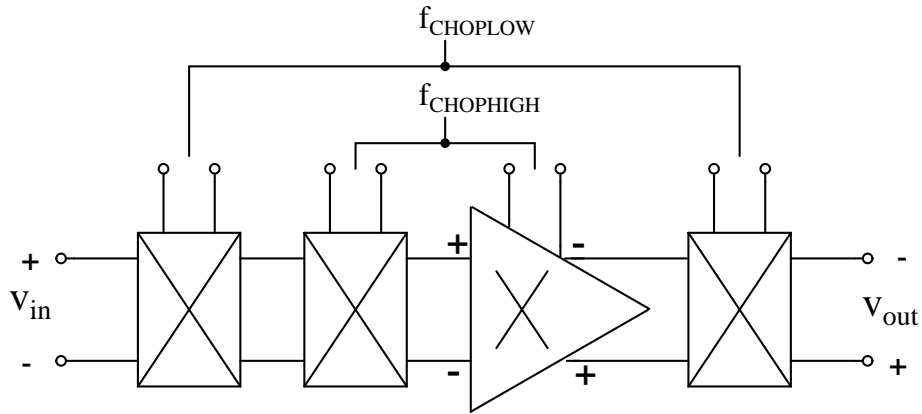 fCHOPLOW
fCHOPHIGH
+ + - -
vin vout
- - + +